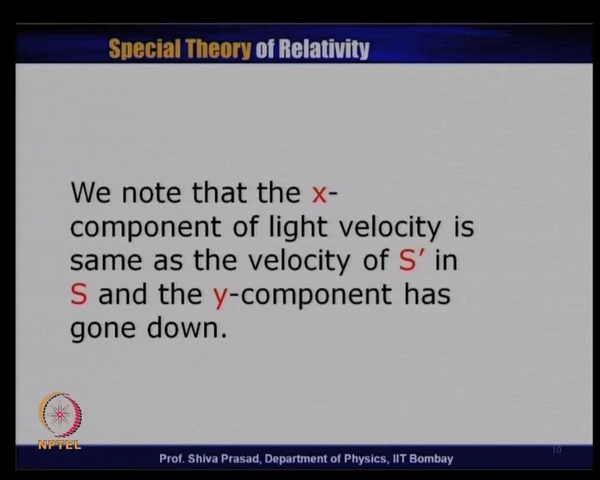 Special Theory of Relativity
We note that the x-
component of light velocity is
same as the velocity of S' in
S and the y-component has
gone down.
NPTEL
10
Prof. Shiva Prasad, Department of Physics, IIT Bombay